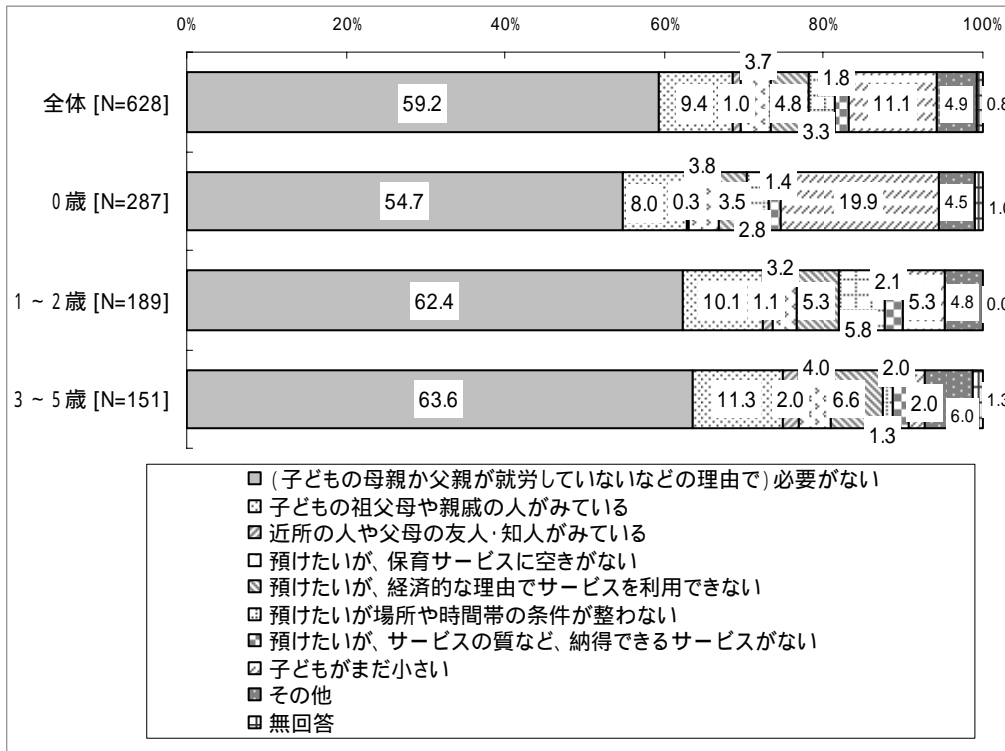 0% 20% 40% 60% 80% 100%
全体 [N=628] 59.2 9.4 1.0 3.7 4.8 3.3 1.8 11.1 4.9 0.8
0歳 [N=287] 54.7 8.0 0.3 3.8 3.5 2.8 1.4 19.9 4.5
1～2歳 [N=189] 62.4 10.1 1.1 3.2 5.3 5.8 2.1 5.3 4.8 0.0
3～5歳 [N=151] 63.6 11.3 2.0 4.0 6.6 1.3 2.0 2.0 6.0 1.3
(子どもの母親か父親が就労していないなどの理由で)必要がない
子どもの祖父母や親戚の人がみている
近所の人や父母の友人・知人がみている
預けたいが、保育サービスに空きがない
預けたいが、経済的な理由でサービスを利用できない
預けたいが場所や時間帯の条件が整わない
預けたいが、サービスの質など、納得できるサービスがない
子どもがまだ小さい
その他
無回答